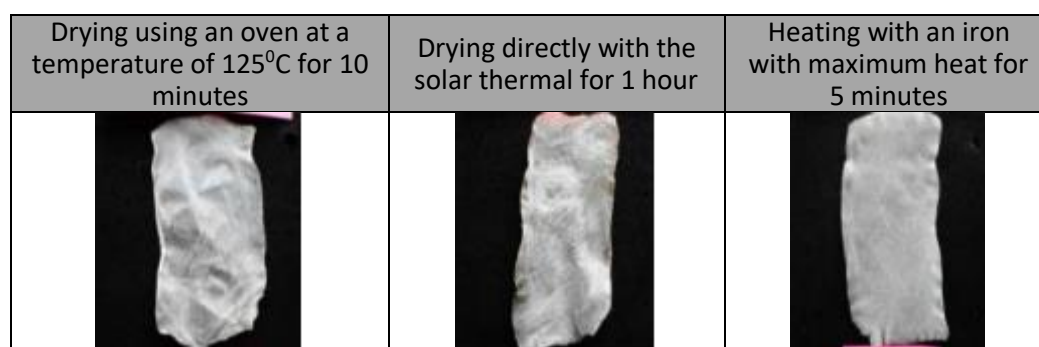 Drying using an oven at a
temperature of 125⁰C for 10
minutes
Drying directly with the
solar thermal for 1 hour
Heating with an iron
with maximum heat for
5 minutes